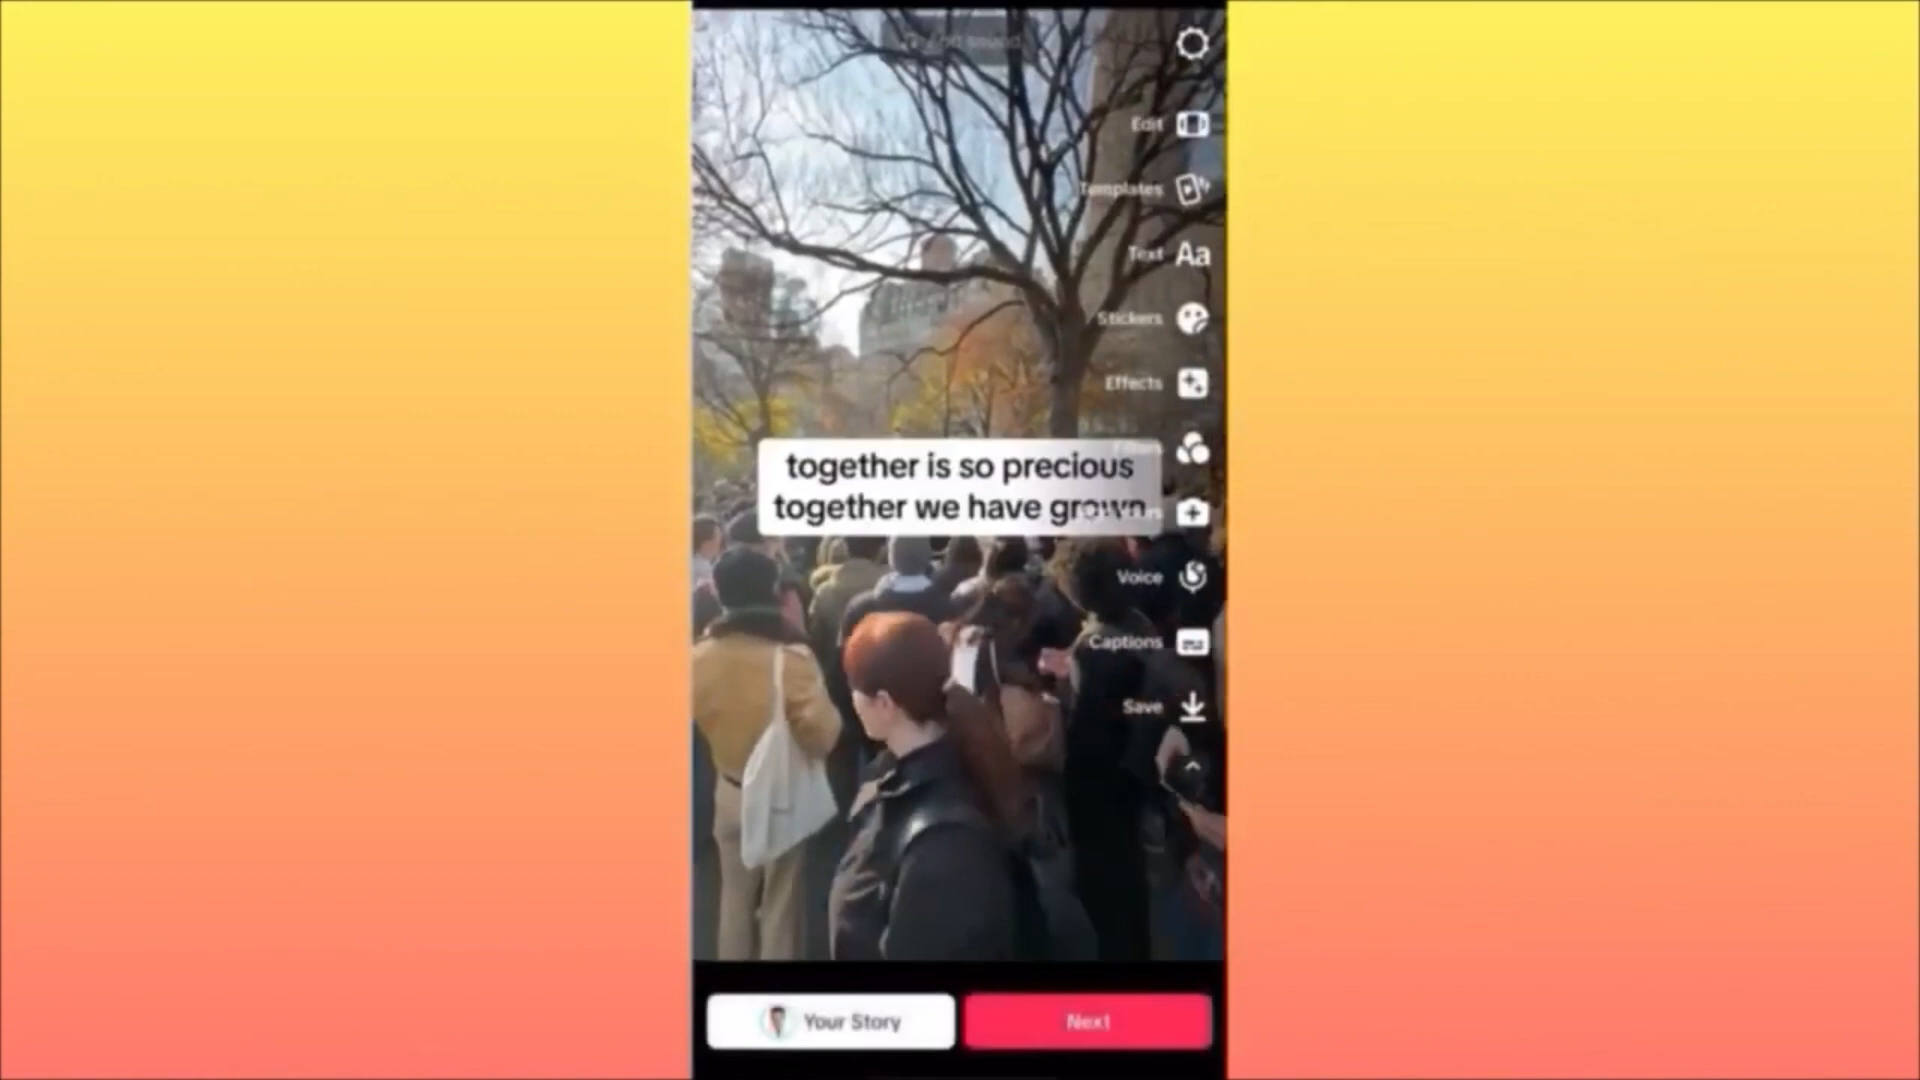 Edit
Templates
Text Aa
Stickers
Effects
together is so precious
together we have grown
Voice
Captions
Save
Your Story
Next